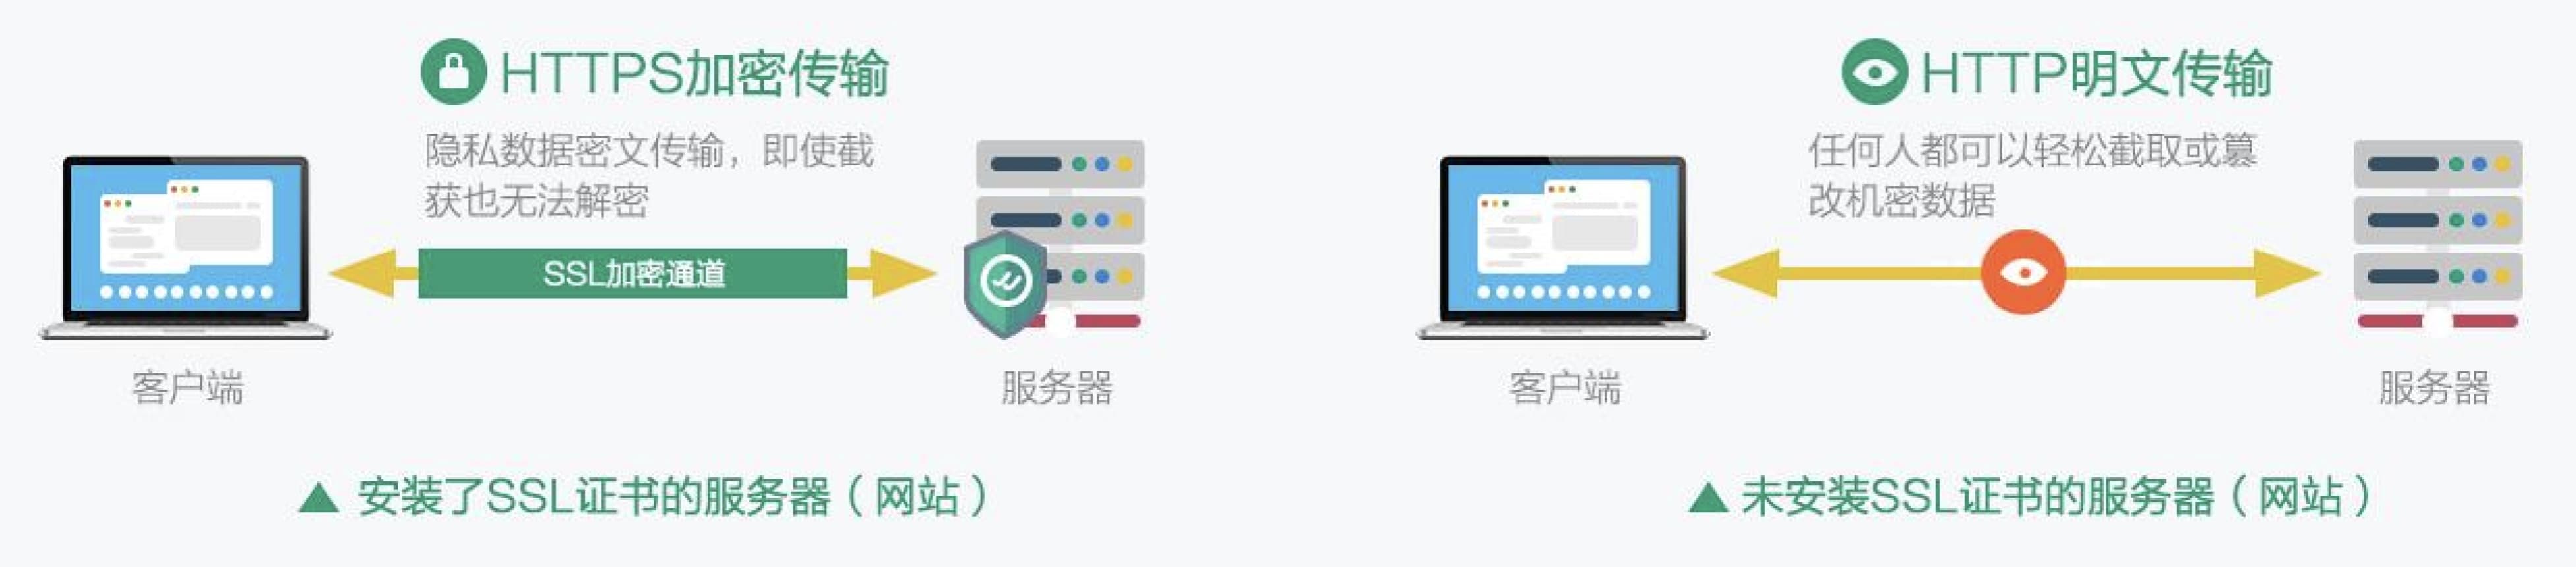 HTTPS加密传输
隐私数据密文传输，即使截
获也无法解密
SSL加密通道
客户端
服务器
▲ 安装了SSL证书的服务器（网站）
HTTP明文传输
任何人都可以轻松截取或篡
改机密数据
客户端
服务器
▲ 未安装SSL证书的服务器（网站）